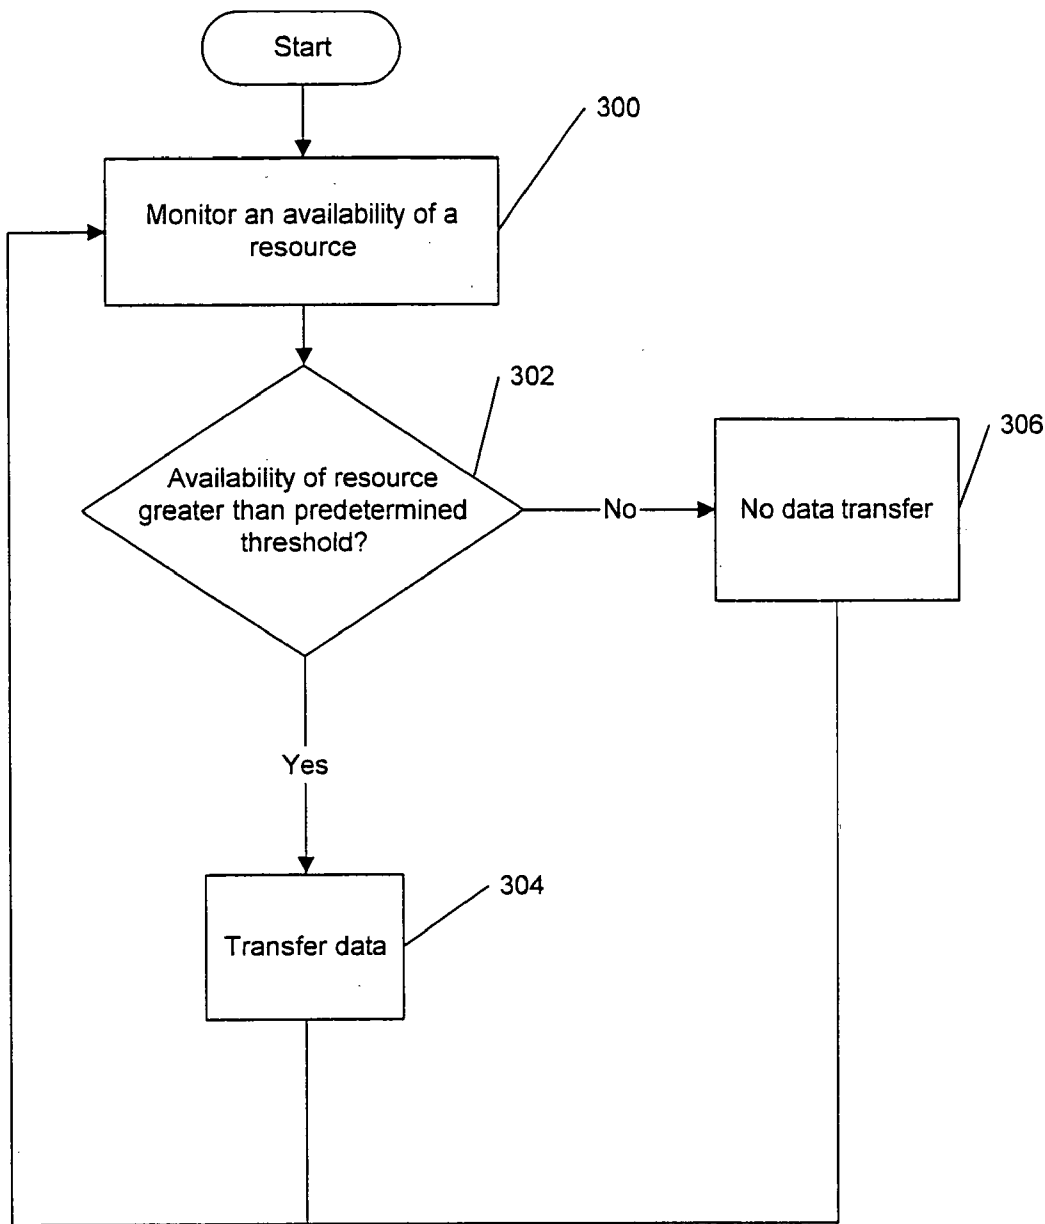 Start
300
Monitor an availability of a
resource
302
306
Availability of resource
greater than predetermined
threshold?
No
No data transfer
Yes
304
Transfer data